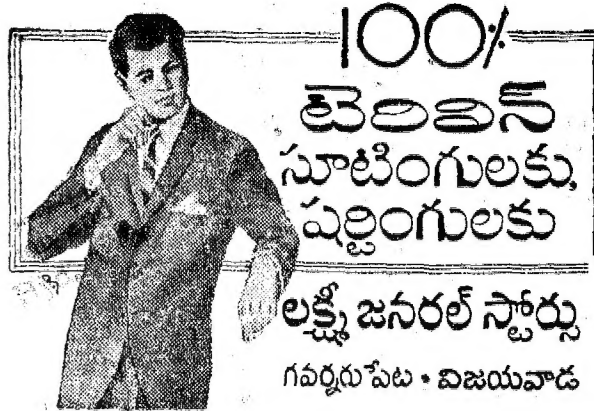 100%
టెరిలిన్
సూటింగులకు,
షర్టింగులకు
లక్ష్మీ జనరల్ స్టోర్సు
గవర్నరు పేట • విజయవాడ